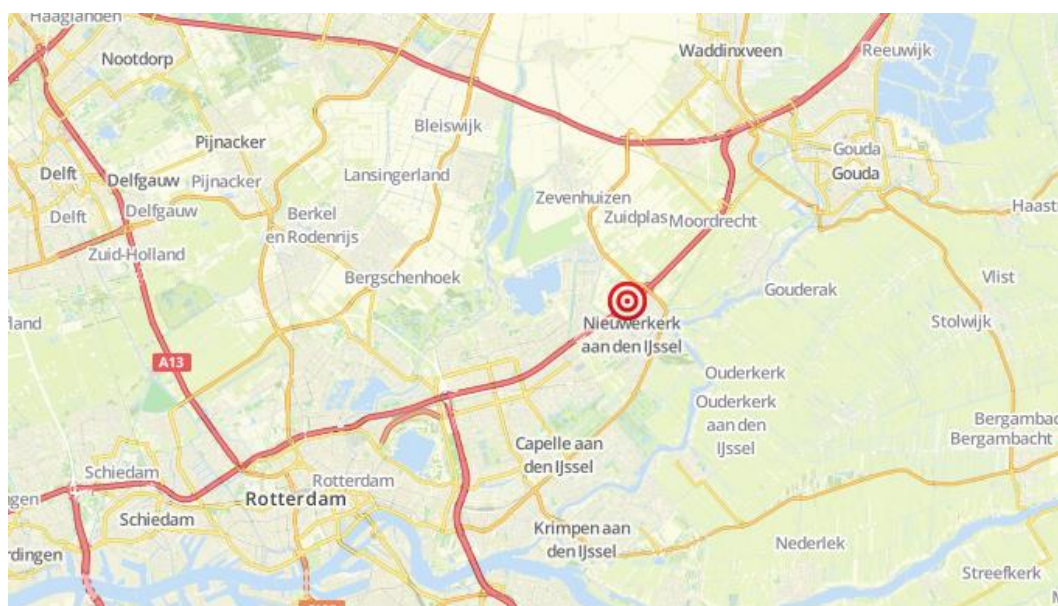 Haaglanden
Nootdorp
Waddinxveen
Reeuwijk
Bleiswijk
Pijnacker
Gouda
Delft
Delfgauw
Pijnacker
Lansingerland
Gouda
Zevenhuizen
Delft
Delfgauw
Berkel
en Rodenrijs
Zuidplas
Moordrecht
Haast
Zuid-Holland
Bergschenhoek
Gouderak
Vlist
fland
Nieuwerkerk
aan den IJssel
Stolwijk
A13
Ouderkerk
Ouderkerk
aan den
IJssel
Bergambac
Bergambacht
Capelle aan
den IJssel
Schiedam
Rotterdam
ngen
Rotterdam
Schiedam
Krimpen aan
den IJssel
Nederlek
rdingen
Streefkerk